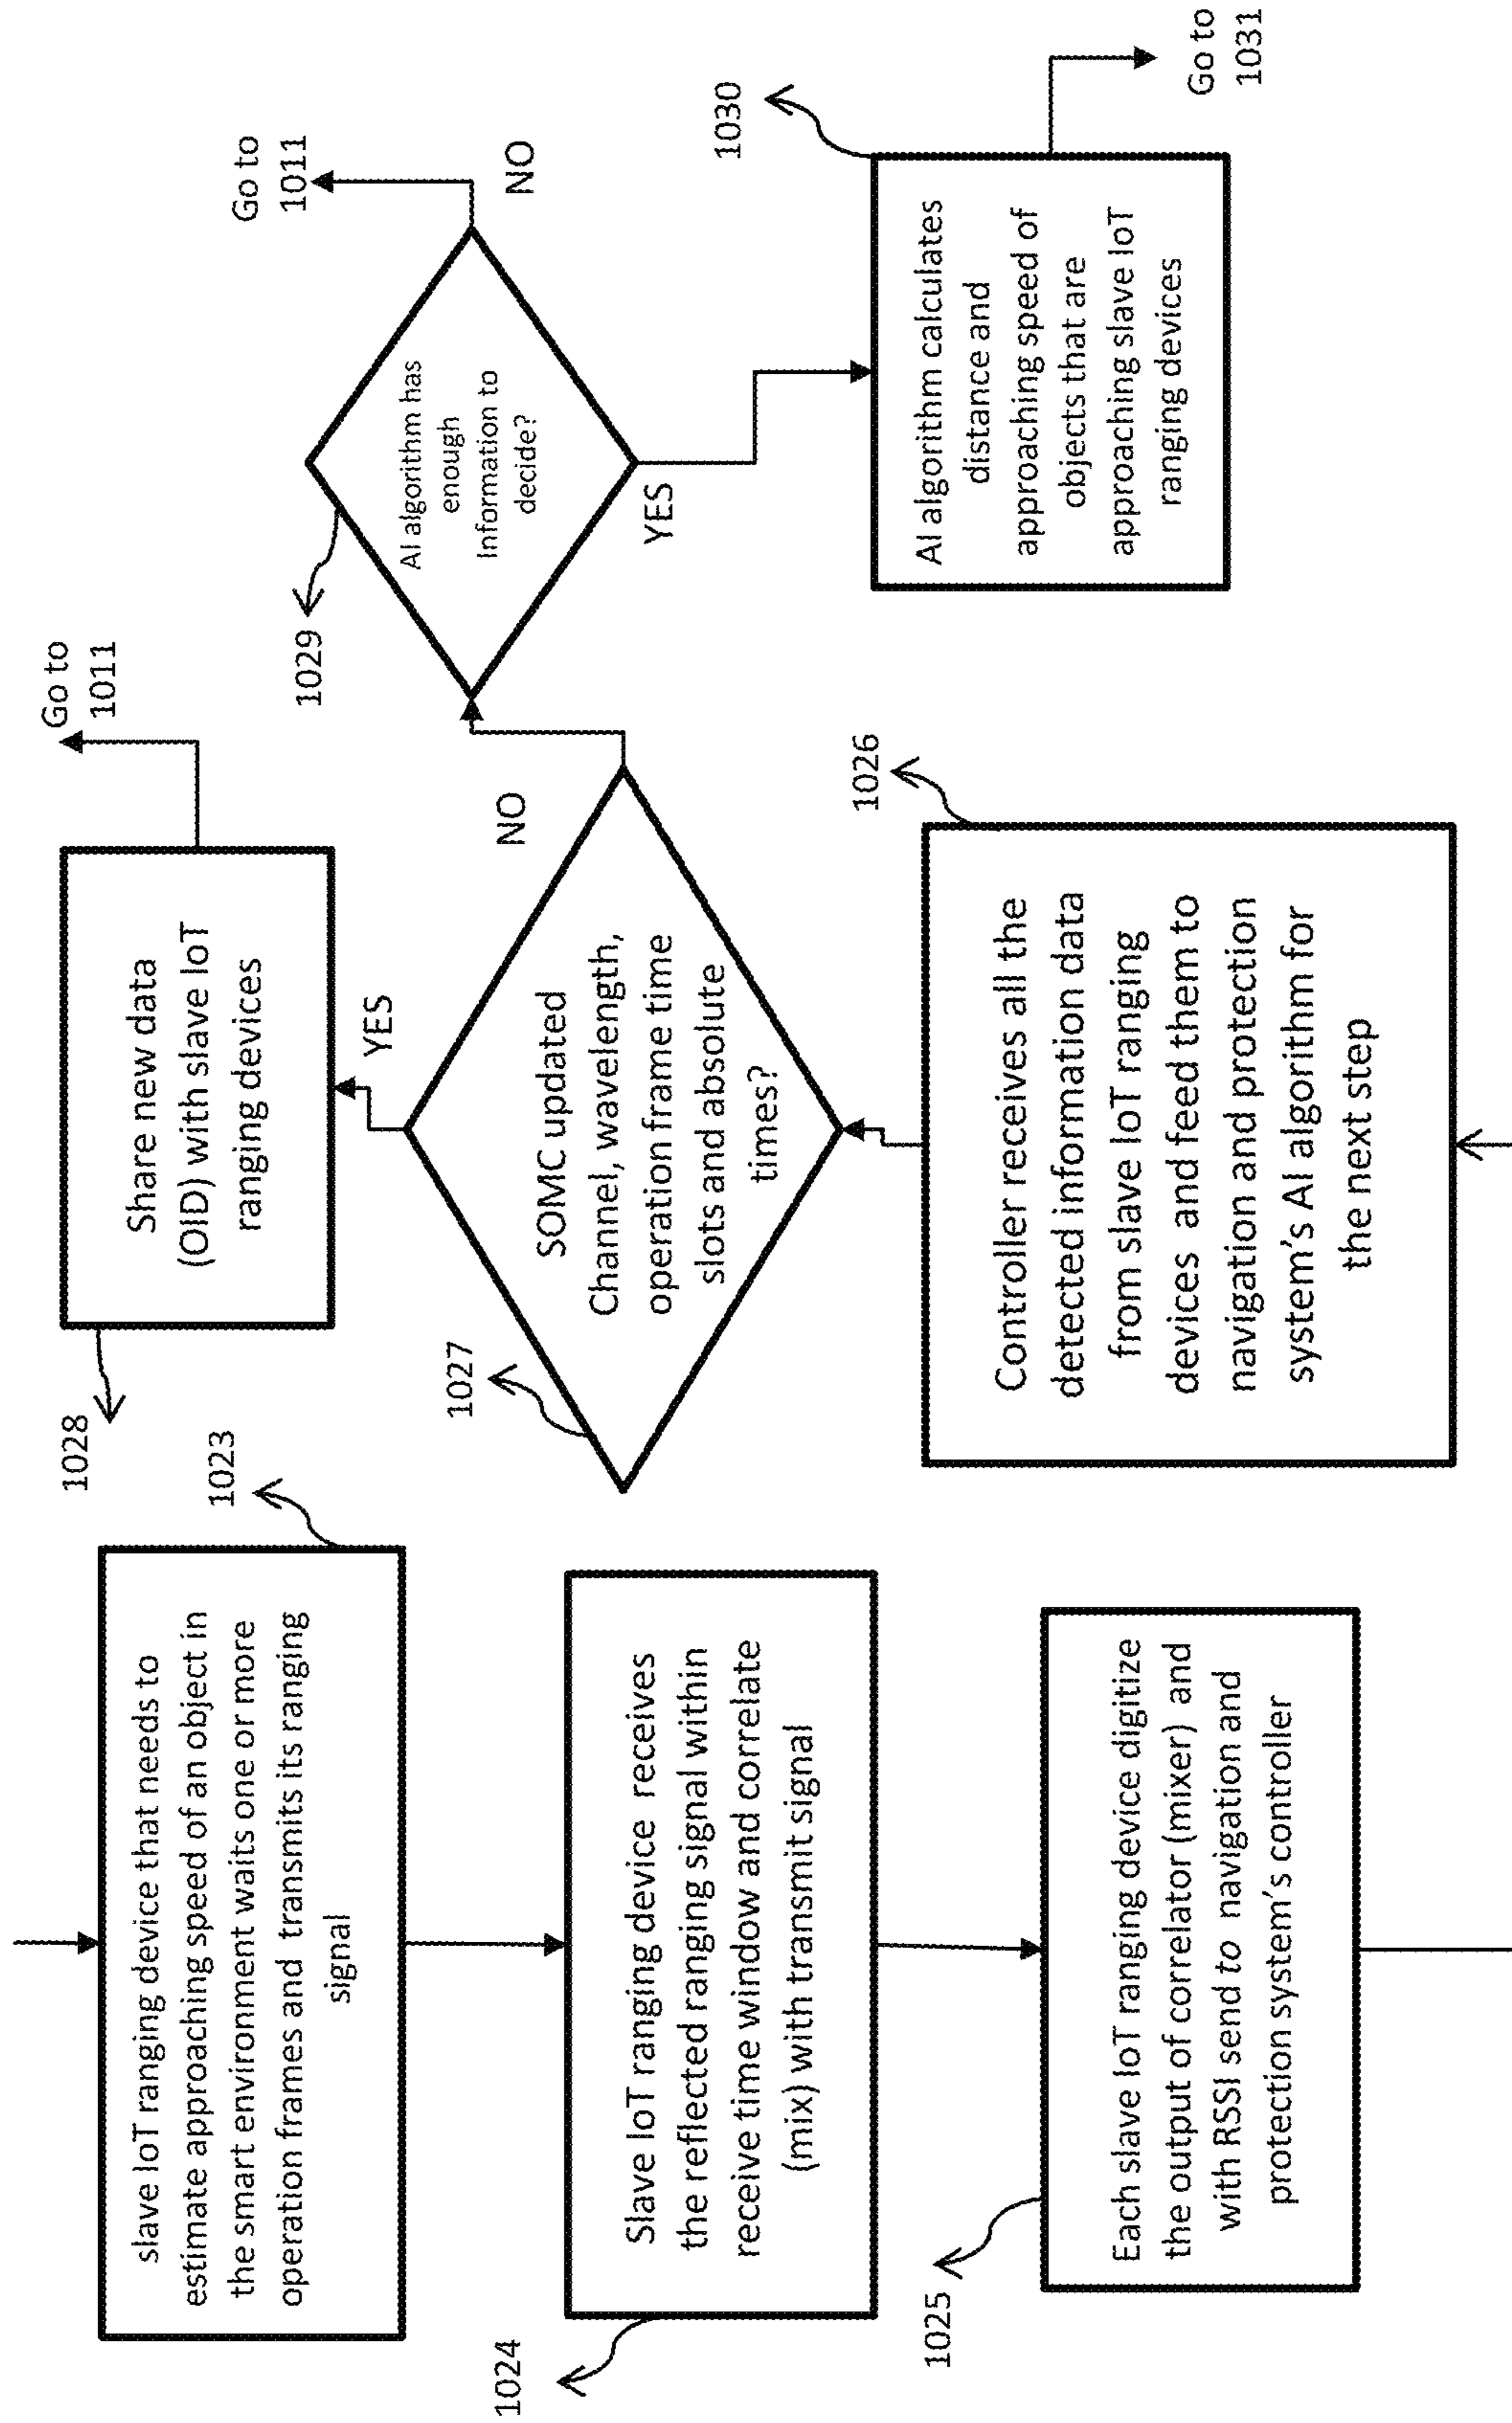 1023
slave IoT ranging device that needs to
estimate approaching speed of an object in
the smart environment waits one or more
operation frames and transmits its ranging
signal
1024
Slave IoT ranging device receives
the reflected ranging signal within
receive time window and correlate
(mix) with transmit signal
1025
Each slave IoT ranging device digitize
the output of correlator (mixer) and
with RSSI send to navigation and
protection system's controller
1026
Controller receives all the
detected information data
from slave IoT ranging
devices and feed them to
navigation and protection
system's AI algorithm for
the next step
1027
SOMC updated
Channel, wavelength,
operation frame time
slots and absolute
times?
YES
NO
1028
Share new data
(OID) with slave IoT
ranging devices
Go to
1011
1029
AI algorithm has
enough
Information to
decide?
NO
Go to
1011
YES
1030
AI algorithm calculates
distance and
approaching speed of
objects that are
approaching slave IoT
ranging devices
Go to
1031